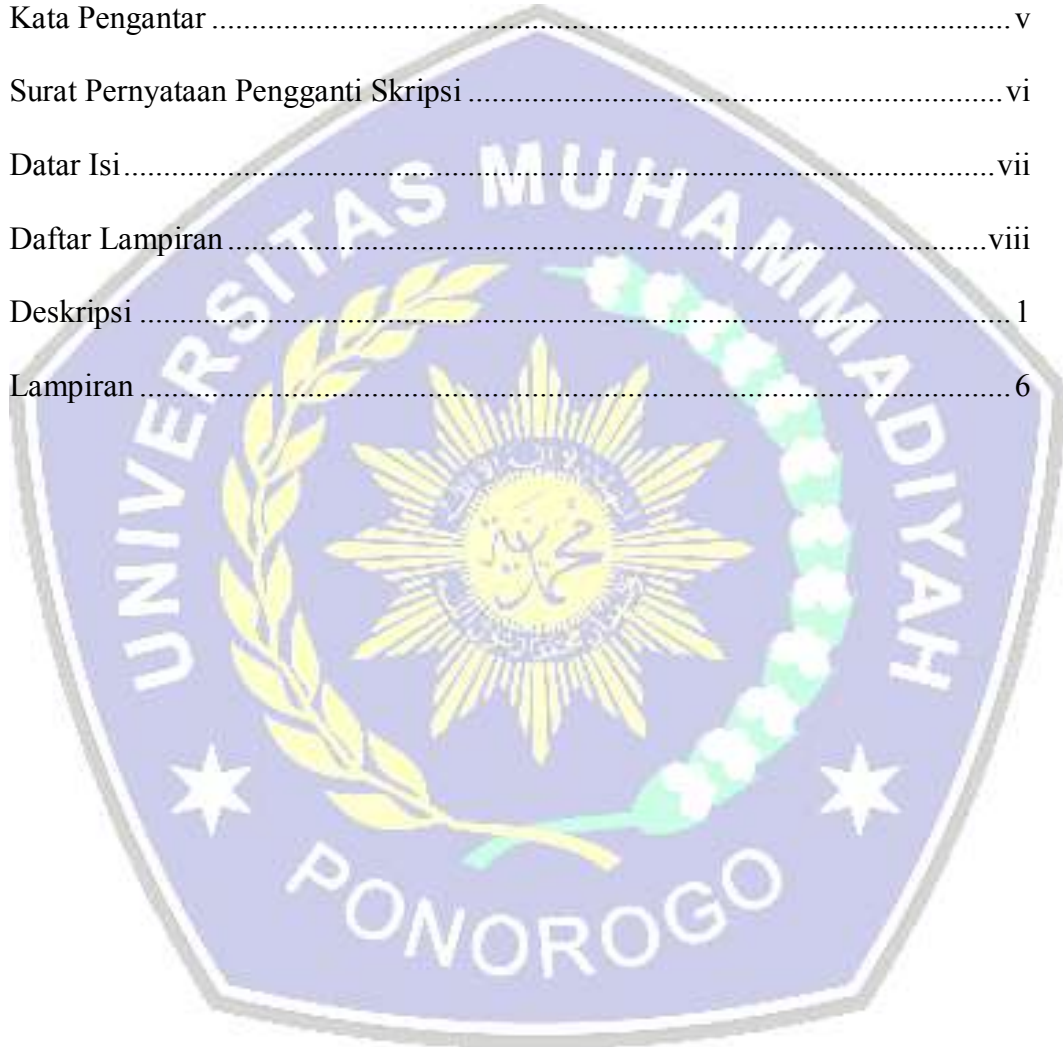 Kata Pengantar ..................................................................................................... v
Surat Pernyataan Pengganti Skripsi .................................................................... vi
Datar Isi.............................................................................................................. vii
Daftar Lampiran ................................................................................................ viii
Deskripsi .............................................................................................................. 1
Lampiran .............................................................................................................. 6
UNIVERSITAS MUHAMMADIYAH
PONOROGO